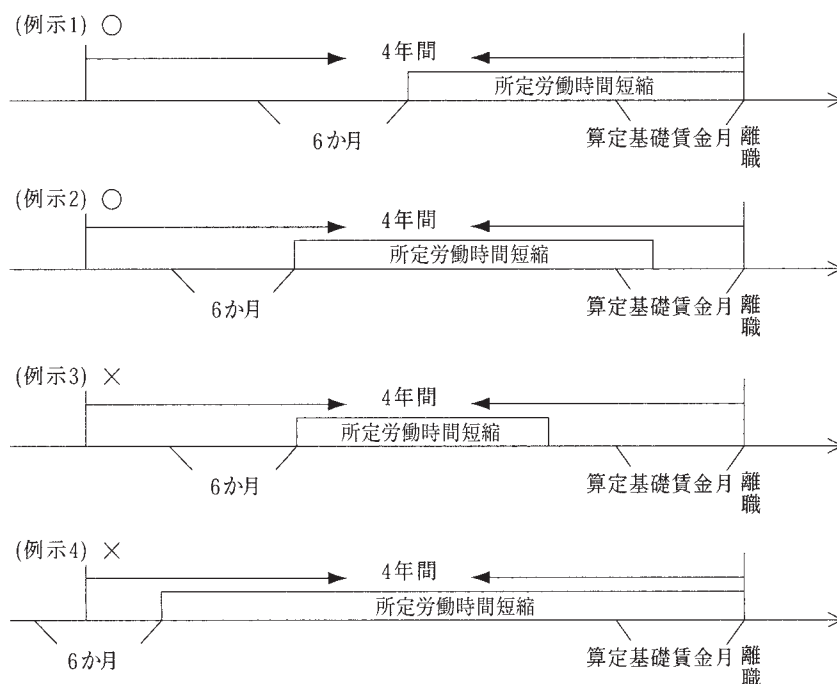 (例示1) ○
4年間
所定労働時間短縮
6か月
算定基礎賃金月
離職
(例示2) ○
4年間
所定労働時間短縮
6か月
算定基礎賃金月
離職
(例示3) ×
4年間
所定労働時間短縮
6か月
算定基礎賃金月
離職
(例示4) ×
4年間
所定労働時間短縮
6か月
算定基礎賃金月
離職